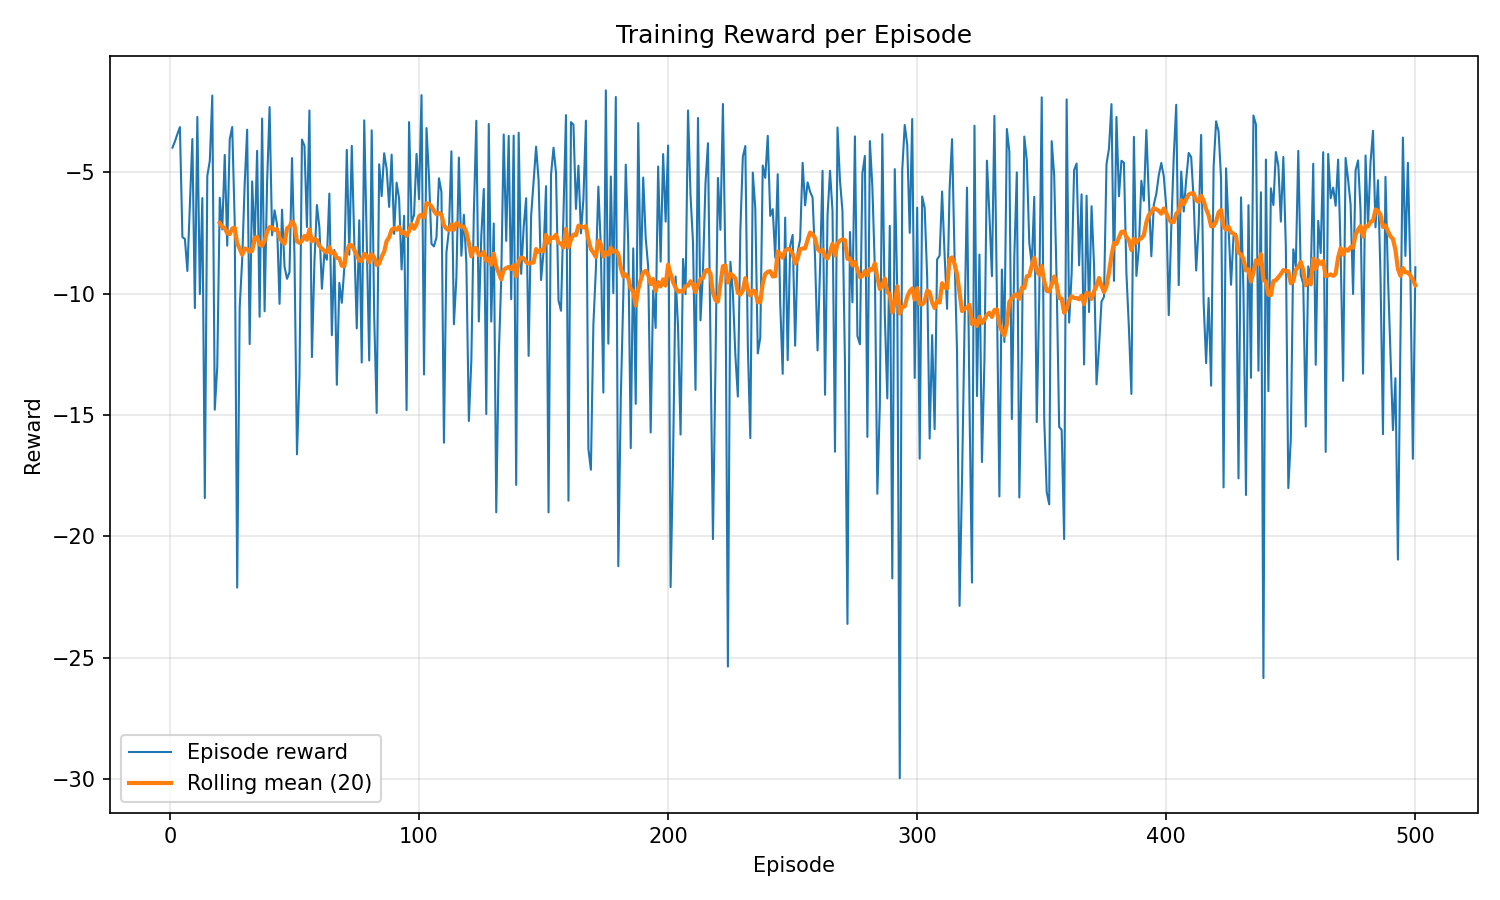 Training Reward per Episode
Reward
−5
−10
−15
−20
−25
−30
Episode reward
Rolling mean (20)
0 100 200 300 400 500
Episode